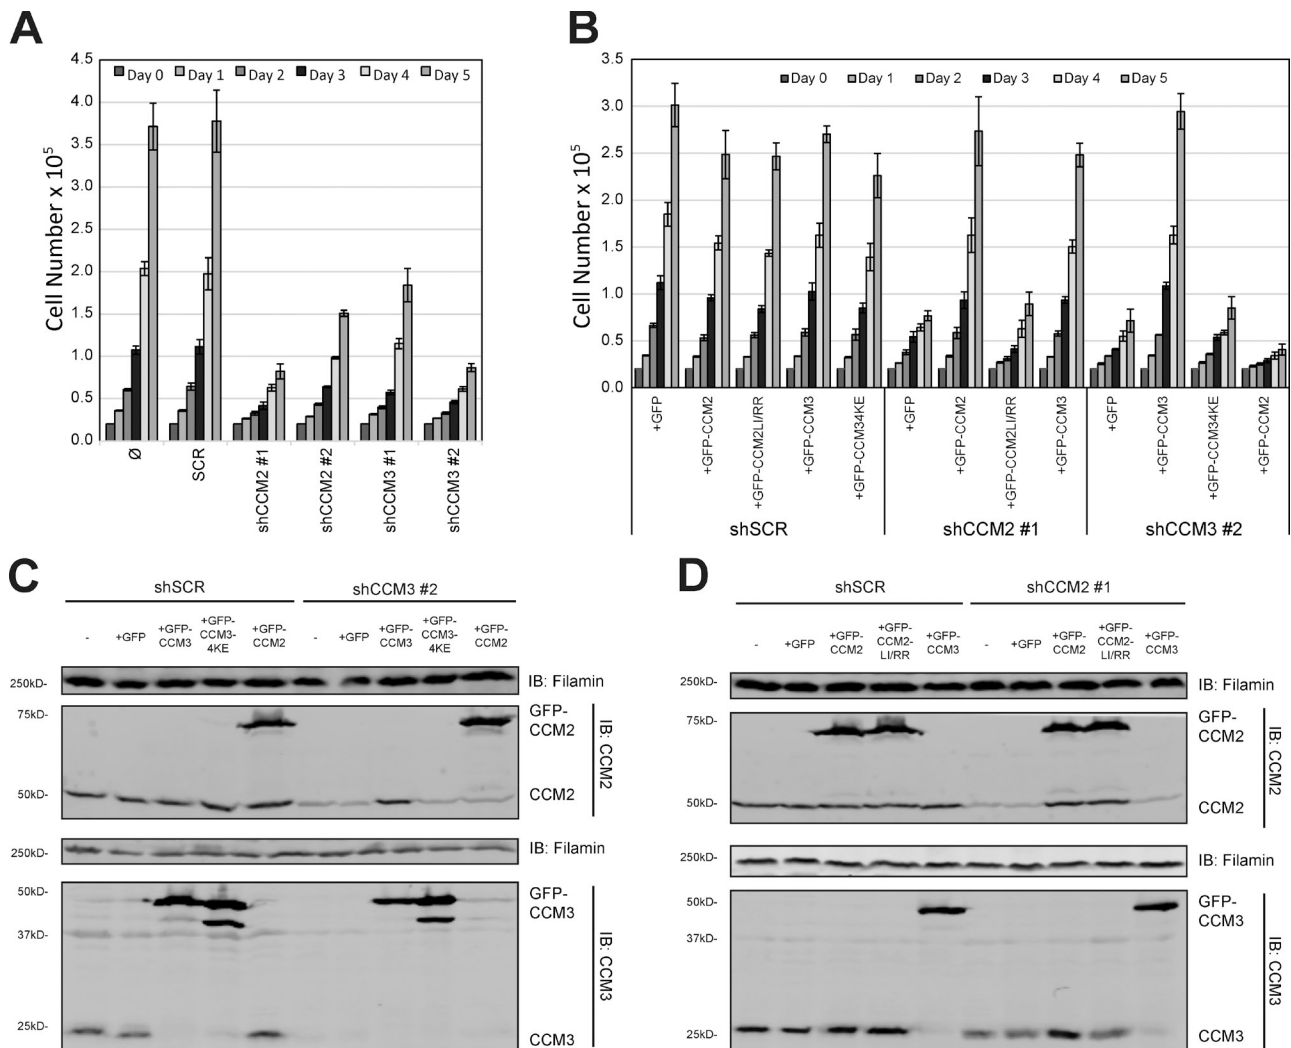 A
4.5
4.0
3.5
3.0
2.5
2.0
1.5
1.0
0.5
0.0
Cell Number x 10⁵
Day 0 Day 1 Day 2 Day 3 Day 4 Day 5
Ø
SCR
shCCM2 #1
shCCM2 #2
shCCM3 #1
shCCM3 #2
B
3.5
3.0
2.5
2.0
1.5
1.0
0.5
0.0
Cell Number x 10⁵
Day 0 Day 1 Day 2 Day 3 Day 4 Day 5
+GFP
+GFP-CCM2
+GFP-CCM2LI/RR
+GFP-CCM3
+GFP-CCM34KE
+GFP
+GFP-CCM2
+GFP-CCM2LI/RR
+GFP-CCM3
+GFP
+GFP-CCM3
+GFP-CCM34KE
+GFP-CCM2
shSCR
shCCM2 #1
shCCM3 #2
C
shSCR
shCCM3 #2
-
+GFP
+GFP-
CCM3
+GFP-
CCM3-
4KE
+GFP-
CCM2
-
+GFP
+GFP-
CCM3
+GFP-
CCM3-
4KE
+GFP-
CCM2
250kD-
IB: Filamin
75kD-
GFP-
CCM2
50kD-
CCM2
IB: CCM2
250kD-
IB: Filamin
50kD-
GFP-
CCM3
37kD-
25kD-
CCM3
IB: CCM3
D
shSCR
shCCM2 #1
-
+GFP
+GFP-
CCM2
+GFP-
CCM2-
LI/RR
+GFP-
CCM3
-
+GFP
+GFP-
CCM2
+GFP-
CCM2-
LI/RR
+GFP-
CCM3
250kD-
IB: Filamin
75kD-
GFP-
CCM2
50kD-
CCM2
IB: CCM2
250kD-
IB: Filamin
50kD-
GFP-
CCM3
37kD-
25kD-
CCM3
IB: CCM3